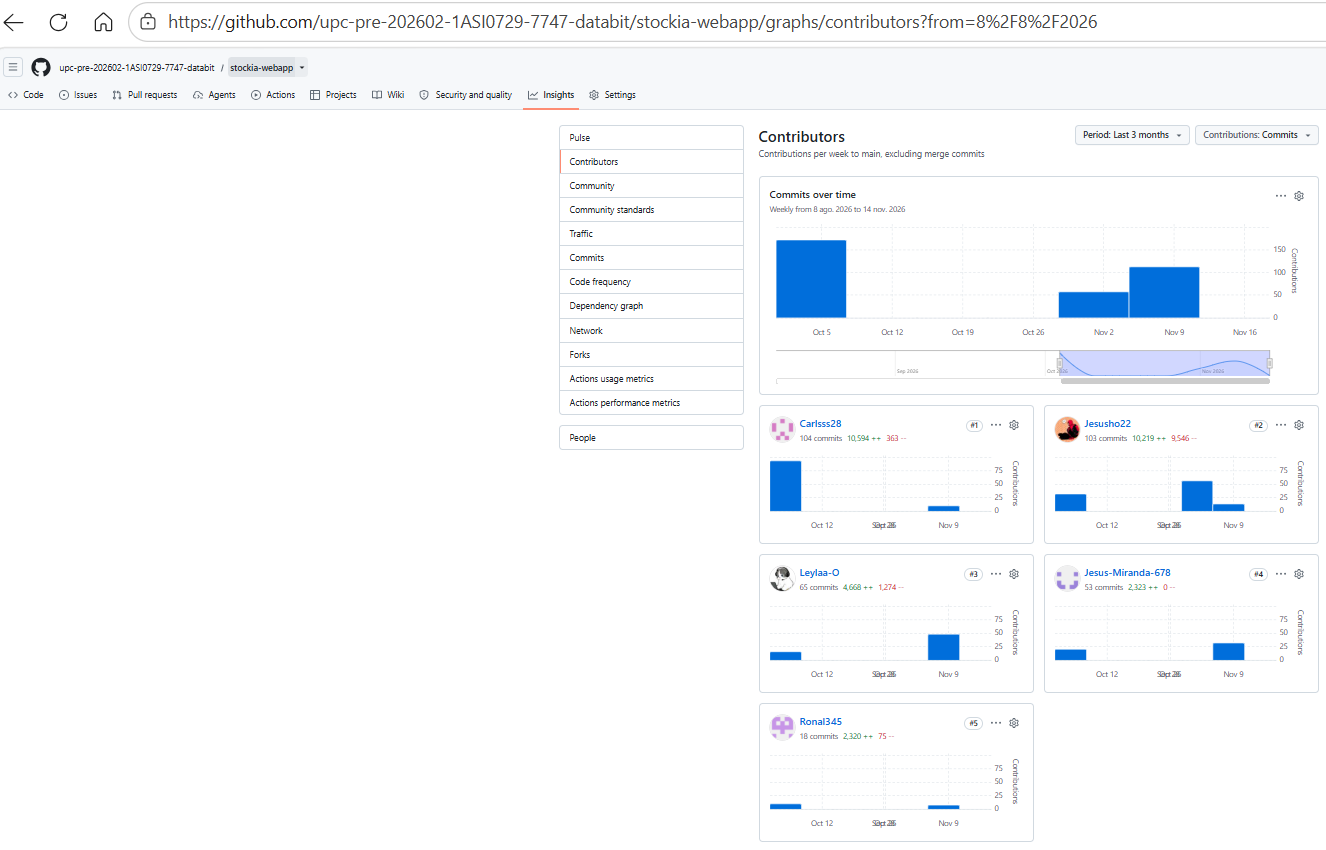 https://github.com/upc-pre-202602-1ASI0729-7747-databit/stockia-webapp/graphs/contributors?from=8%2F8%2F2026
upc-pre-202602-1ASI0729-7747-databit / stockia-webapp
Code Issues Pull requests Agents Actions Projects Wiki Security and quality Insights Settings
Pulse
Contributors
Community
Community standards
Traffic
Commits
Code frequency
Dependency graph
Network
Forks
Actions usage metrics
Actions performance metrics
People
Contributors
Period: Last 3 months
Contributions: Commits
Contributions per week to main, excluding merge commits
Commits over time
Weekly from 8 ago. 2026 to 14 nov. 2026
150
100
50
0
Contributions
Oct 5 Oct 12 Oct 19 Oct 26 Nov 2 Nov 9 Nov 16
Sep 2026 Oct 2026 Nov 2026
Carlsss28 #1
104 commits 10,594 ++ 363 --
75
50
25
0
Contributions
Oct 12 Nov 9
Jesusho22 #2
103 commits 10,219 ++ 9,546 --
75
50
25
0
Contributions
Oct 12 Nov 9
Leylaa-O #3
65 commits 4,668 ++ 1,274 --
75
50
25
0
Contributions
Oct 12 Nov 9
Jesus-Miranda-678 #4
53 commits 2,323 ++ 0 --
75
50
25
0
Contributions
Oct 12 Nov 9
Ronal345 #5
18 commits 2,320 ++ 75 --
75
50
25
0
Contributions
Oct 12 Nov 9